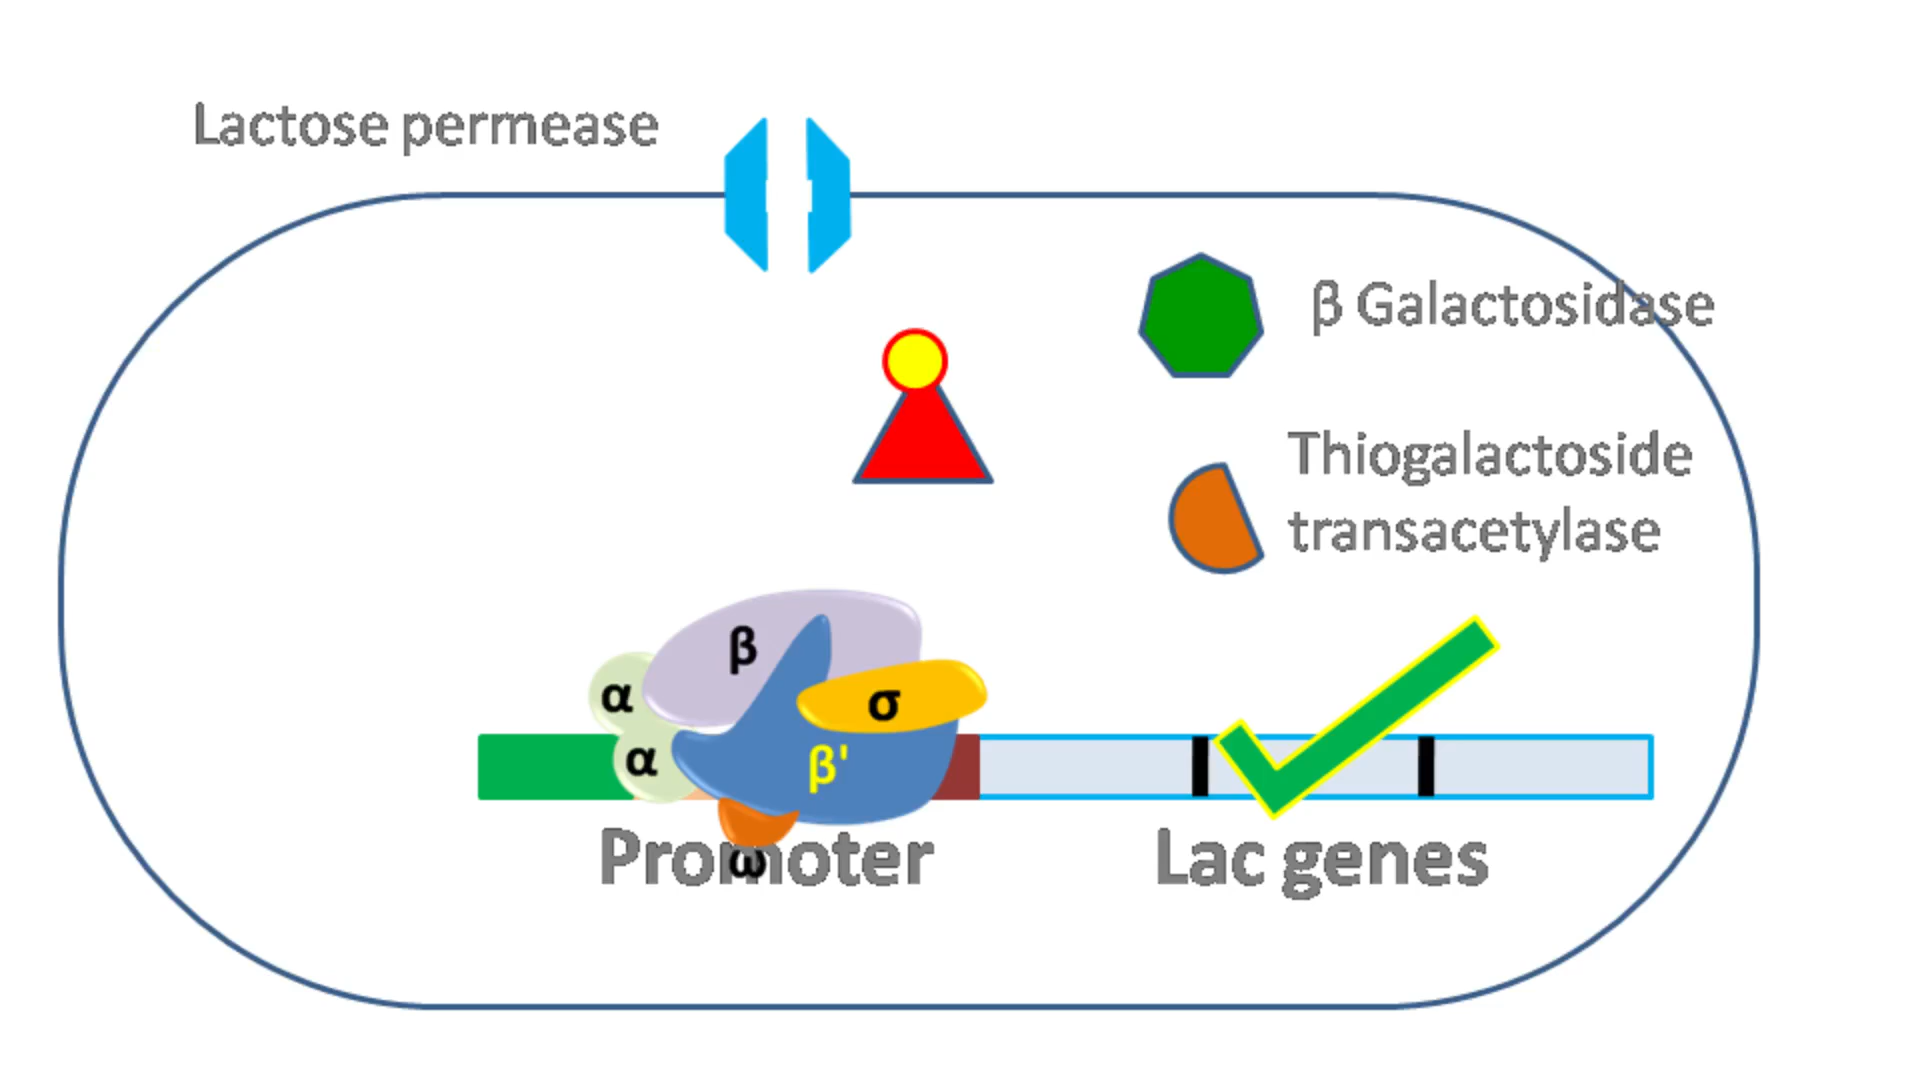 Lactose permease
β Galactosidase
Thiogalactoside
transacetylase
β
α
σ
α
β'
ω
Promoter
Lac genes